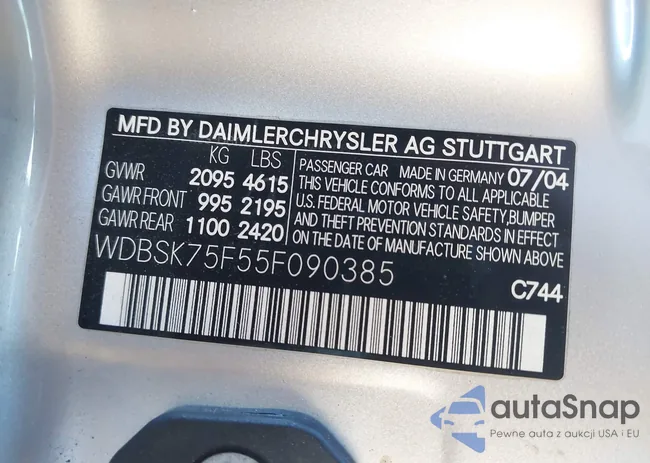 MFD BY DAIMLERCHRYSLER AG STUTTGART
KG LBS
GVWR 2095 4615
GAWR FRONT 995 2195
GAWR REAR 1100 2420
PASSENGER CAR MADE IN GERMANY 07/04
THIS VEHICLE CONFORMS TO ALL APPLICABLE
U.S. FEDERAL MOTOR VEHICLE SAFETY,BUMPER
AND THEFT PREVENTION STANDARDS IN EFFECT
ON THE DATE OF MANUFACTURE SHOWN ABOVE
WDBSK75F55F090385
C744
autaSnap
Pewne auta z aukcji USA i EU